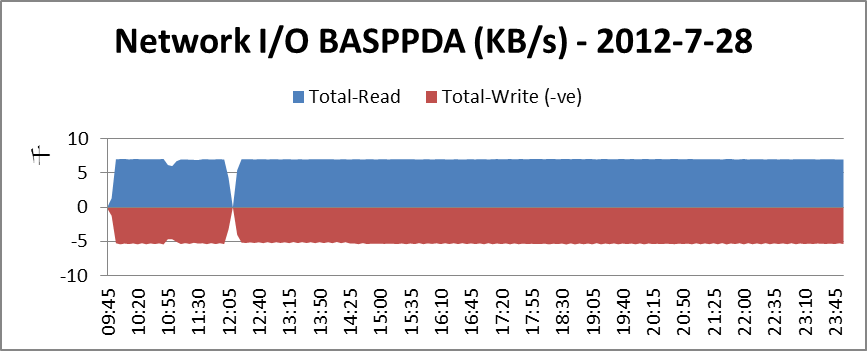 Network I/O BASPPDA (KB/s) - 2012-7-28
Total-Read Total-Write (-ve)
千
10
5
0
-5
-10
09:45 10:20 10:55 11:30 12:05 12:40 13:15 13:50 14:25 15:00 15:35 16:10 16:45 17:20 17:55 18:30 19:05 19:40 20:15 20:50 21:25 22:00 22:35 23:10 23:45